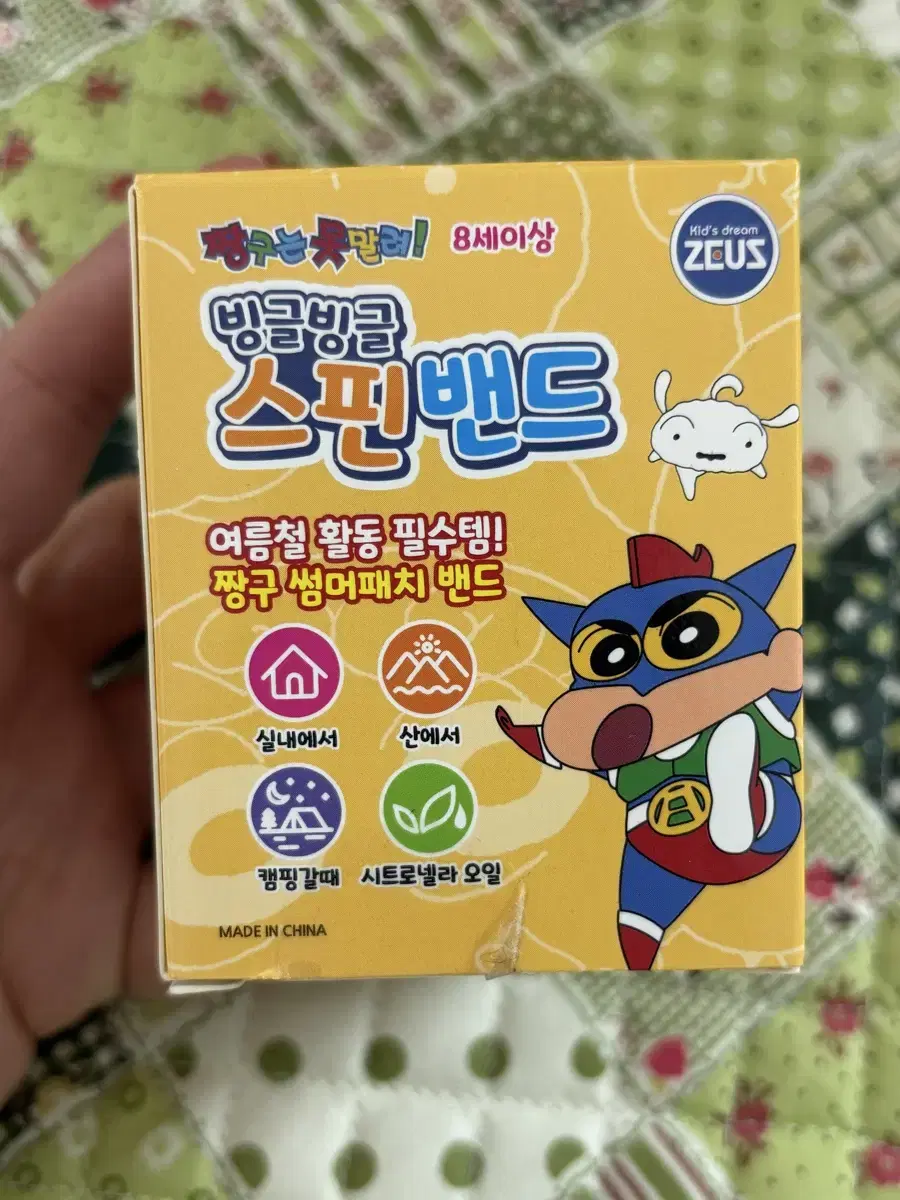 짱구는 못말려! 8세이상
Kid's dream
ZEUS
빙글빙글
스핀 밴드
여름철 활동 필수템!
짱구 썸머패치 밴드
실내에서
산에서
캠핑갈때
시트로넬라 오일
MADE IN CHINA